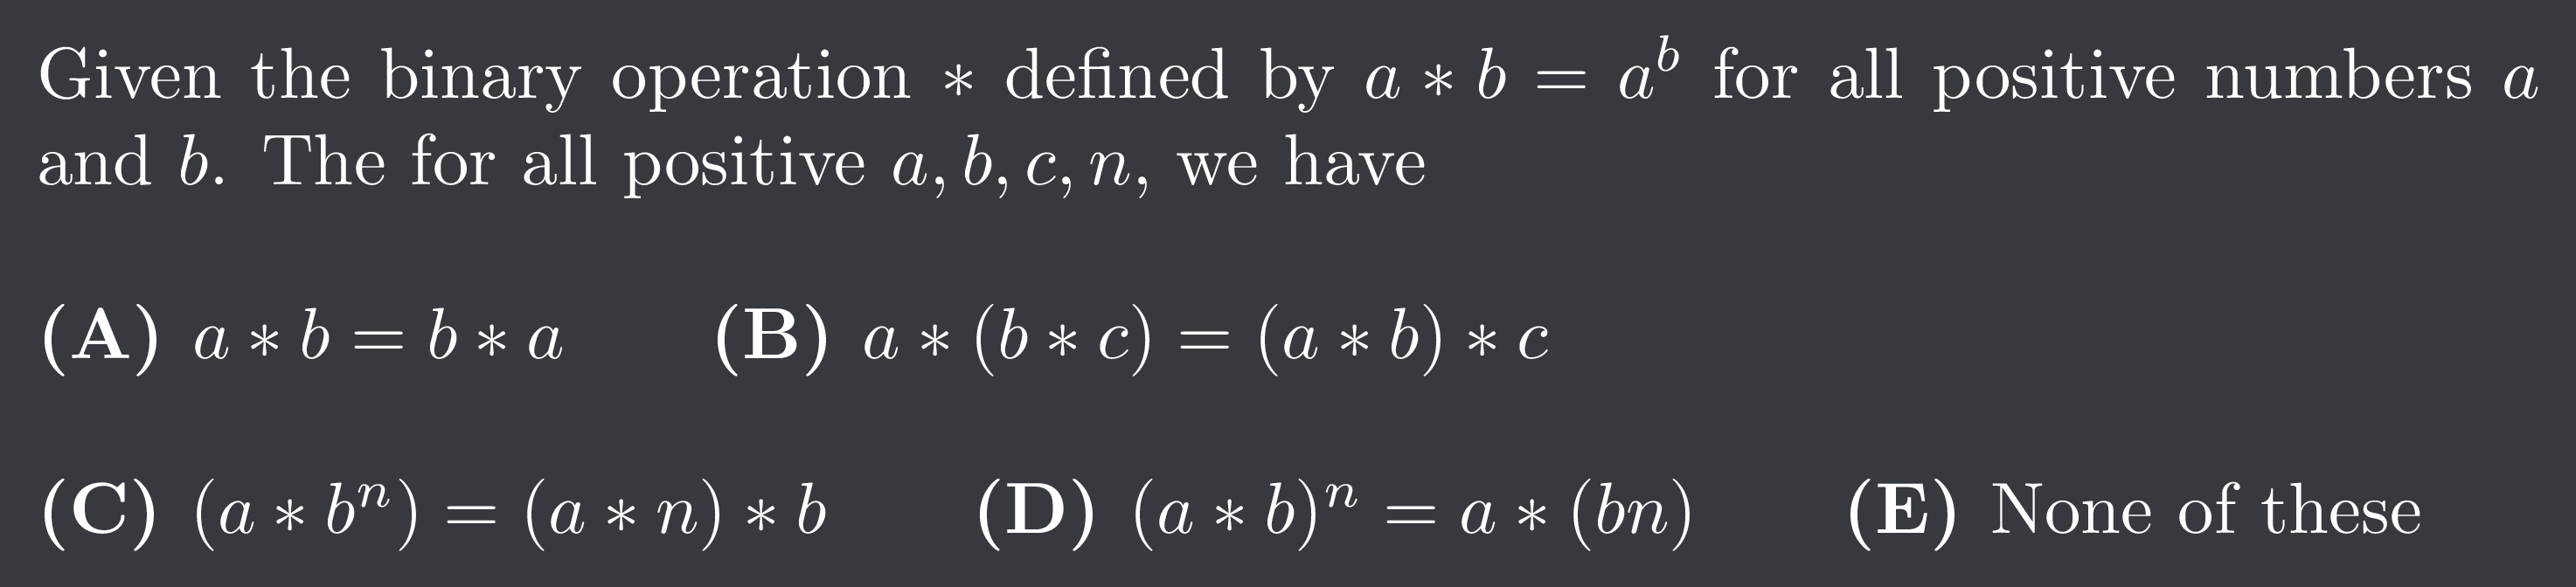 Given the binary operation ∗ defined by a ∗ b = a^b for all positive numbers a
and b. The for all positive a, b, c, n, we have
(A) a ∗ b = b ∗ a (B) a ∗ (b ∗ c) = (a ∗ b) ∗ c
(C) (a ∗ b^n) = (a ∗ n) ∗ b (D) (a ∗ b)^n = a ∗ (bn) (E) None of these